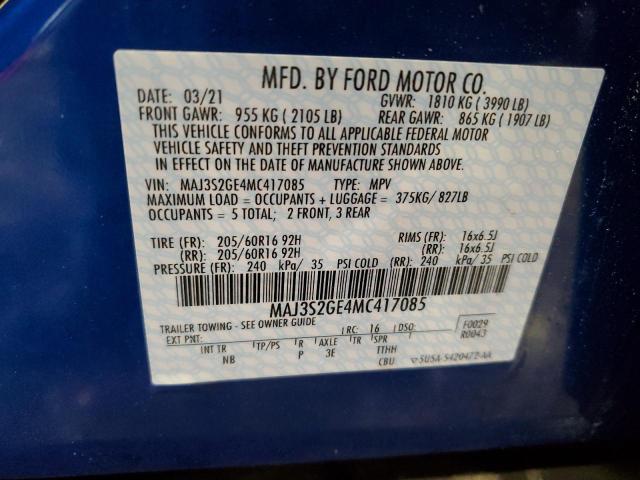 MFD. BY FORD MOTOR CO.
DATE: 03/21 GVWR: 1810 KG ( 3990 LB)
FRONT GAWR: 955 KG ( 2105 LB) REAR GAWR: 865 KG ( 1907 LB)
THIS VEHICLE CONFORMS TO ALL APPLICABLE FEDERAL MOTOR
VEHICLE SAFETY AND THEFT PREVENTION STANDARDS
IN EFFECT ON THE DATE OF MANUFACTURE SHOWN ABOVE.
VIN: MAJ3S2GE4MC417085 TYPE: MPV
MAXIMUM LOAD = OCCUPANTS + LUGGAGE = 375KG/ 827LB
OCCUPANTS = 5 TOTAL; 2 FRONT, 3 REAR
TIRE (FR): 205/60R16 92H RIMS (FR): 16x6.5J
(RR): 205/60R16 92H (RR): 16x6.5J
PRESSURE (FR): 240 kPa/ 35 PSI COLD (RR): 240 kPa/ 35 PSI COLD
MAJ3S2GE4MC417085
TRAILER TOWING - SEE OWNER GUIDE
EXT PNT: RC: 16 DSO: F0029
R0043
INT TR TP/PS R AXLE TR SPR
NB P 3E TTHH
CBU 5U5A-5420472-AA